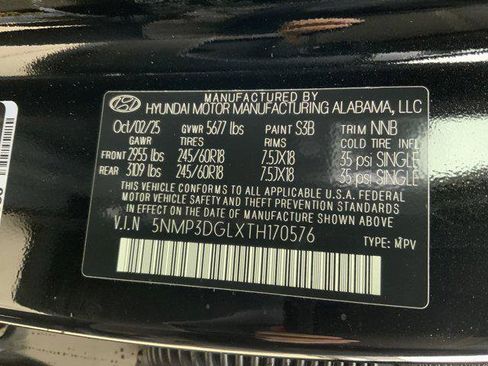 MANUFACTURED BY
HYUNDAI MOTOR MANUFACTURING ALABAMA, LLC
Oct/02/25 GVWR 5677 lbs PAINT S3B TRIM NNB
GAWR TIRES RIMS COLD TIRE INFL
FRONT 2955 lbs 245/60R18 7.5JX18 35 psi SINGLE
REAR 3109 lbs 245/60R18 7.5JX18 35 psi SINGLE
THIS VEHICLE CONFORMS TO ALL APPLICABLE U.S.A. FEDERAL
MOTOR VEHICLE SAFETY AND THEFT PREVENTION STANDARDS
IN EFFECT ON THE DATE OF MANUFACTURE SHOWN ABOVE.
V.I.N 5NMP3DGLXTH170576 TYPE: MPV